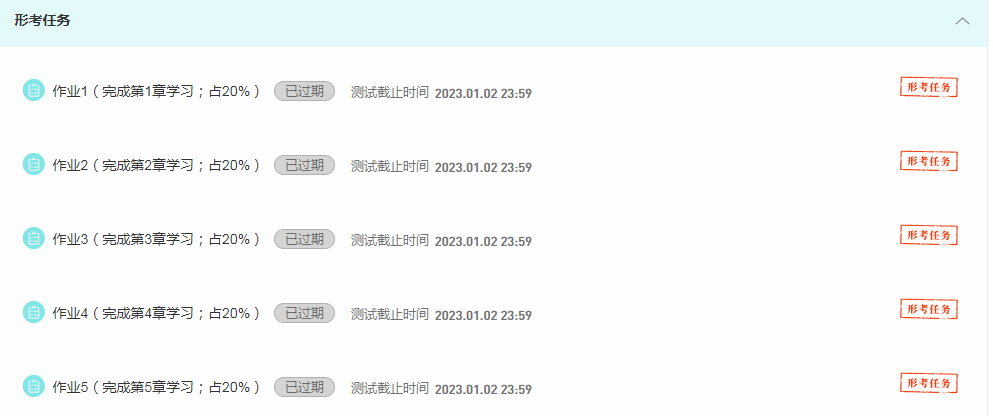 形考任务
作业1（完成第1章学习；占20%） 已过期 测试截止时间 2023.01.02 23:59 形考任务
作业2（完成第2章学习；占20%） 已过期 测试截止时间 2023.01.02 23:59 形考任务
作业3（完成第3章学习；占20%） 已过期 测试截止时间 2023.01.02 23:59 形考任务
作业4（完成第4章学习；占20%） 已过期 测试截止时间 2023.01.02 23:59 形考任务
作业5（完成第5章学习；占20%） 已过期 测试截止时间 2023.01.02 23:59 形考任务